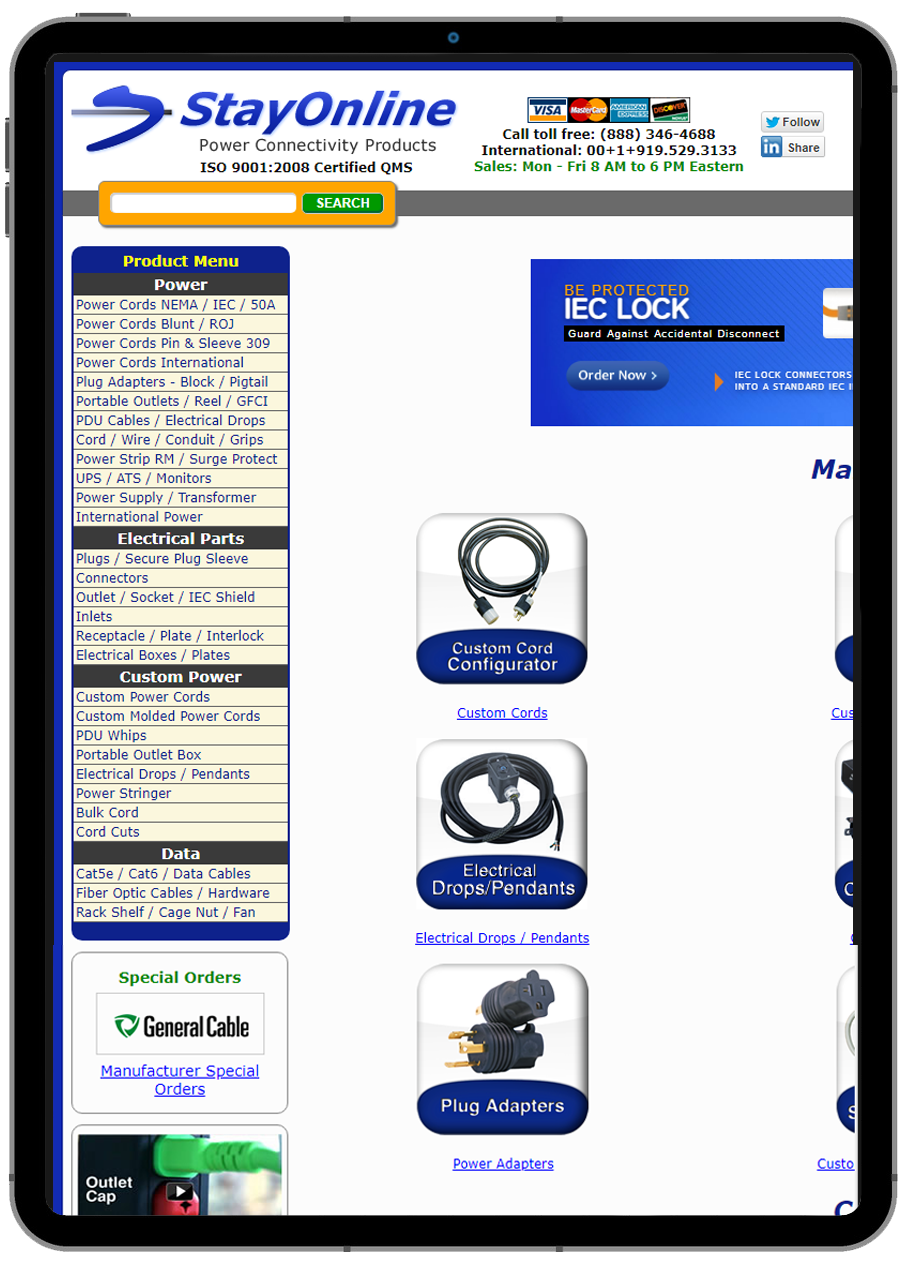 StayOnline
Power Connectivity Products
ISO 9001:2008 Certified QMS
VISA MasterCard AMERICAN EXPRESS DISCOVER
Call toll free: (888) 346-4688
International: 00+1+919.529.3133
Sales: Mon - Fri 8 AM to 6 PM Eastern
Follow
in Share
SEARCH
Product Menu
Power
Power Cords NEMA / IEC / 50A
Power Cords Blunt / ROJ
Power Cords Pin & Sleeve 309
Power Cords International
Plug Adapters - Block / Pigtail
Portable Outlets / Reel / GFCI
PDU Cables / Electrical Drops
Cord / Wire / Conduit / Grips
Power Strip RM / Surge Protect
UPS / ATS / Monitors
Power Supply / Transformer
International Power
Electrical Parts
Plugs / Secure Plug Sleeve
Connectors
Outlet / Socket / IEC Shield
Inlets
Receptacle / Plate / Interlock
Electrical Boxes / Plates
Custom Power
Custom Power Cords
Custom Molded Power Cords
PDU Whips
Portable Outlet Box
Electrical Drops / Pendants
Power Stringer
Bulk Cord
Cord Cuts
Data
Cat5e / Cat6 / Data Cables
Fiber Optic Cables / Hardware
Rack Shelf / Cage Nut / Fan
Special Orders
General Cable
Manufacturer Special
Orders
Outlet
Cap
BE PROTECTED
IEC LOCK
Guard Against Accidental Disconnect
Order Now >
IEC LOCK CONNECTORS
INTO A STANDARD IEC I
Ma
Custom Cord
Configurator
Custom Cords
Cus
Electrical
Drops/Pendants
Electrical Drops / Pendants
Plug Adapters
Power Adapters
Custo